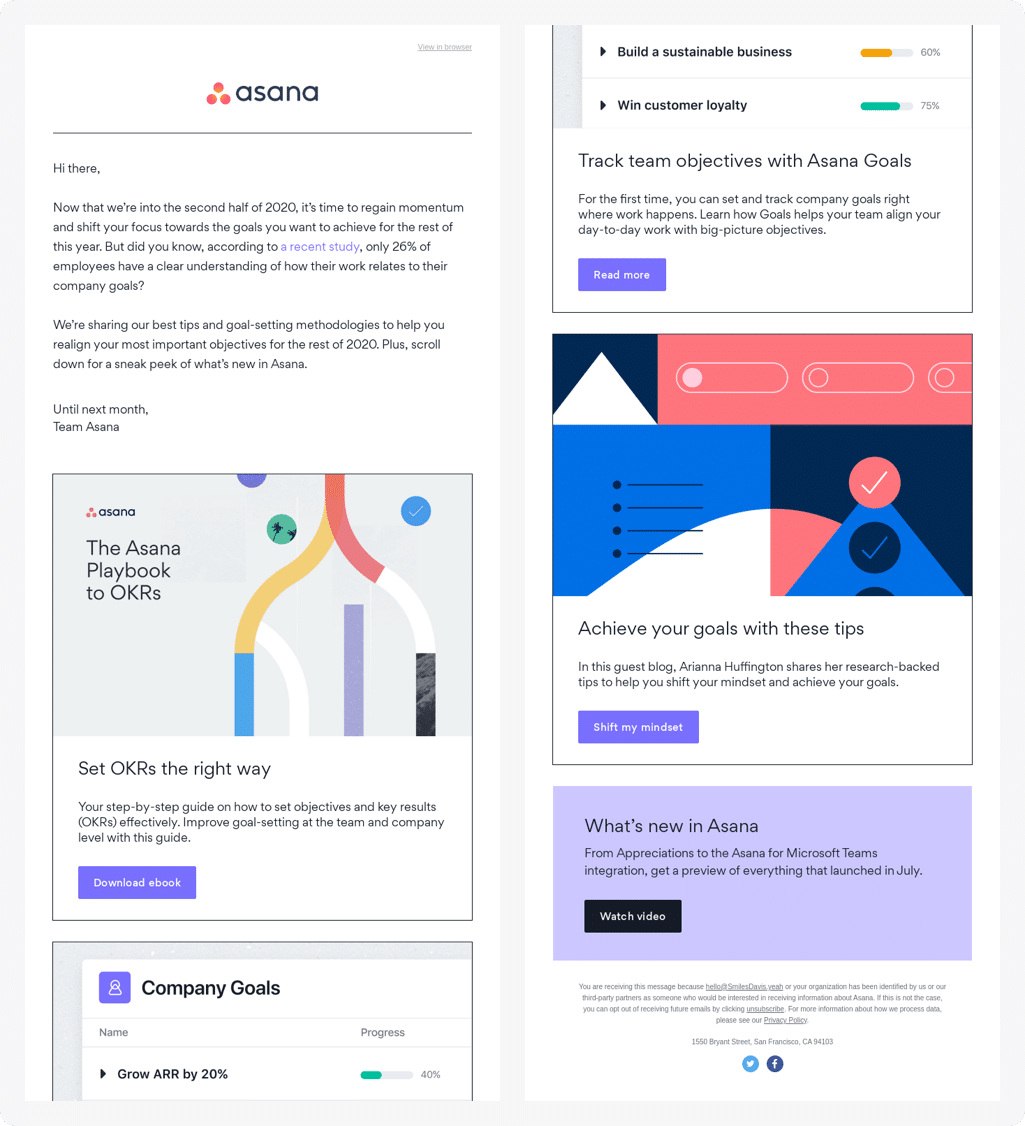 View in browser
asana
Hi there,
Now that we’re into the second half of 2020, it’s time to regain momentum
and shift your focus towards the goals you want to achieve for the rest of
this year. But did you know, according to a recent study, only 26% of
employees have a clear understanding of how their work relates to their
company goals?
We’re sharing our best tips and goal-setting methodologies to help you
realign your most important objectives for the rest of 2020. Plus, scroll
down for a sneak peek of what’s new in Asana.
Until next month,
Team Asana
asana
The Asana
Playbook
to OKRs
Set OKRs the right way
Your step-by-step guide on how to set objectives and key results
(OKRs) effectively. Improve goal-setting at the team and company
level with this guide.
Download ebook
Company Goals
Name Progress
Grow ARR by 20% 40%
Build a sustainable business 60%
Win customer loyalty 75%
Track team objectives with Asana Goals
For the first time, you can set and track company goals right
where work happens. Learn how Goals helps your team align your
day-to-day work with big-picture objectives.
Read more
Achieve your goals with these tips
In this guest blog, Arianna Huffington shares her research-backed
tips to help you shift your mindset and achieve your goals.
Shift my mindset
What’s new in Asana
From Appreciations to the Asana for Microsoft Teams
integration, get a preview of everything that launched in July.
Watch video
You are receiving this message because hello@SmilesDavis.yeah or your organization has been identified by us or our
third-party partners as someone who would be interested in receiving information about Asana. If this is not the case,
you can opt out of receiving future emails by clicking unsubscribe. For more information about how we process data,
please see our Privacy Policy.
1550 Bryant Street, San Francisco, CA 94103